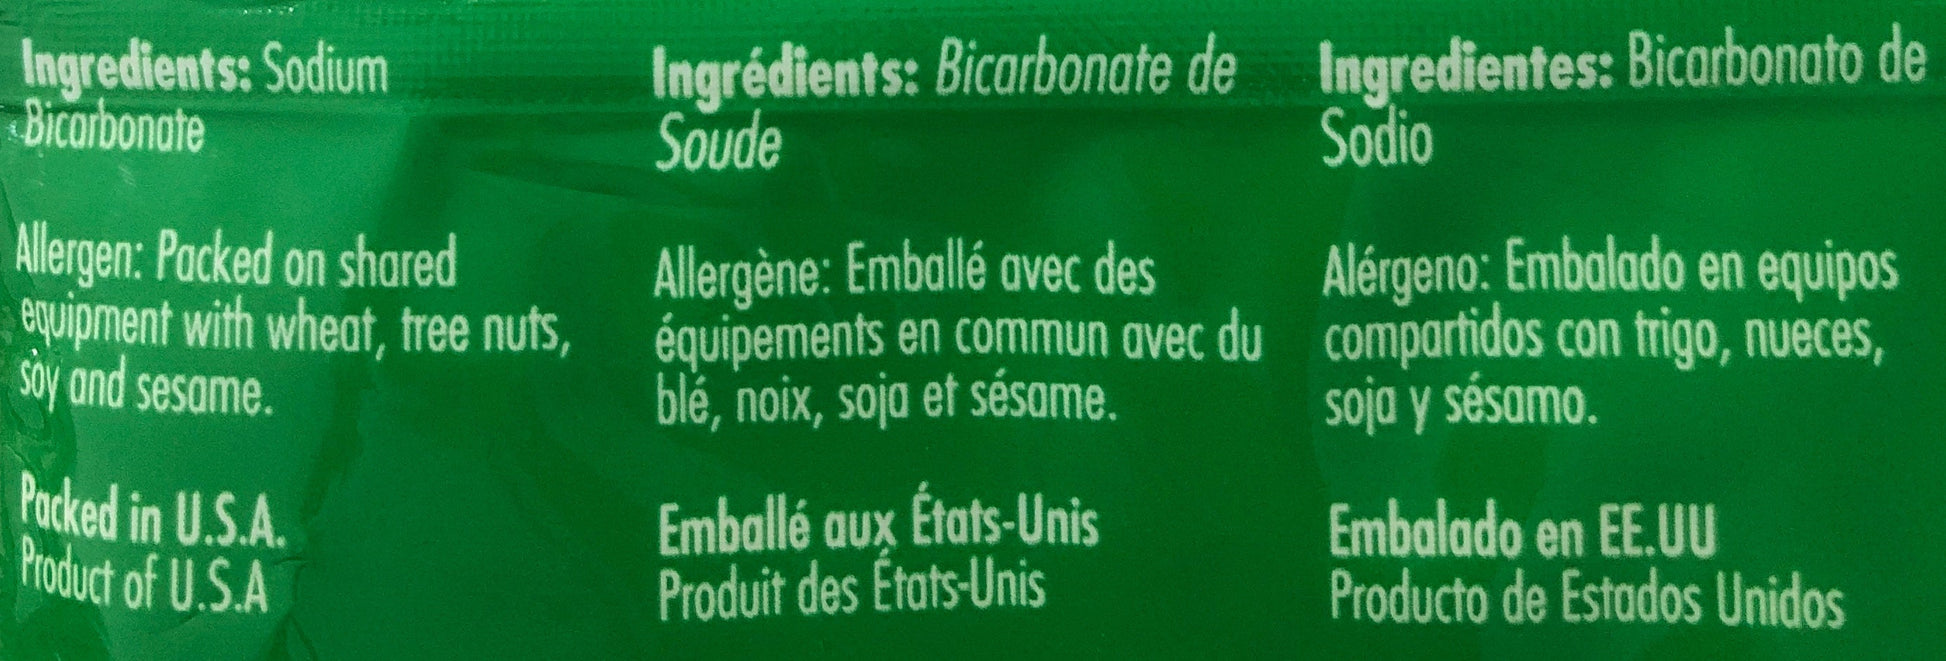 Ingredients: Sodium
Bicarbonate
Allergen: Packed on shared
equipment with wheat, tree nuts,
soy and sesame.
Packed in U.S.A.
Product of U.S.A
Ingrédients: Bicarbonate de
Soude
Allergène: Emballé avec des
équipements en commun avec du
blé, noix, soja et sésame.
Emballé aux États-Unis
Produit des États-Unis
Ingredientes: Bicarbonato de
Sodio
Alérgeno: Embalado en equipos
compartidos con trigo, nueces,
soja y sésamo.
Embalado en EE.UU
Producto de Estados Unidos